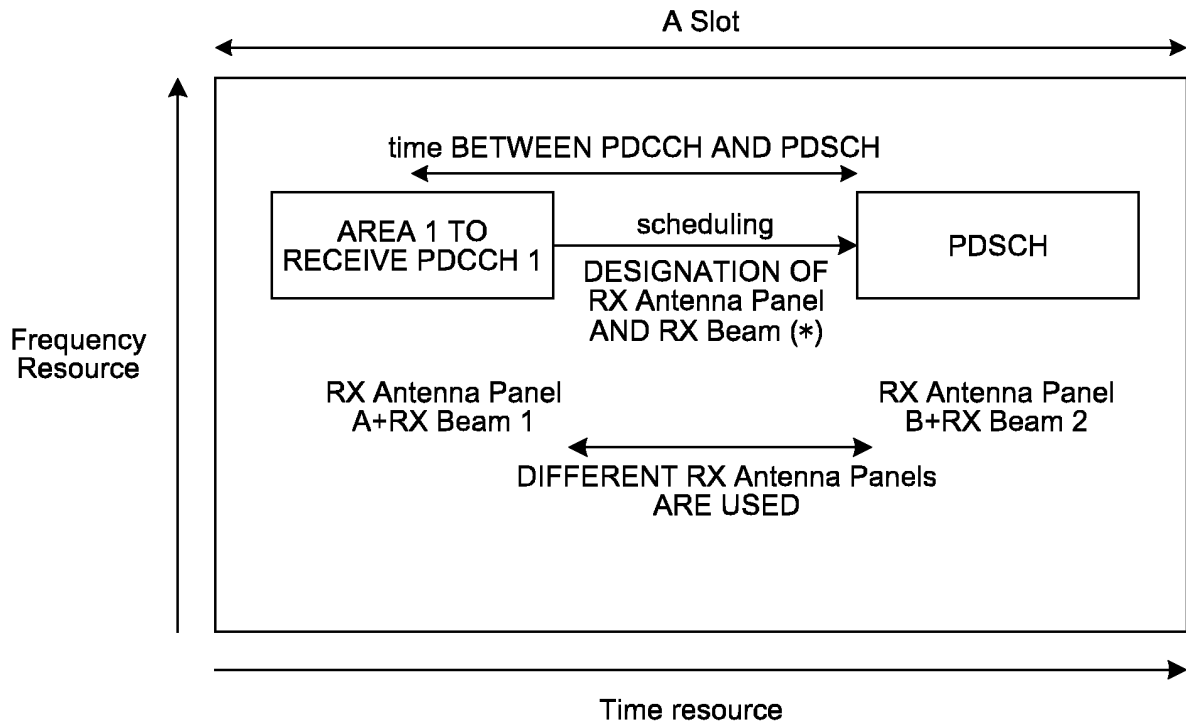 A Slot
time BETWEEN PDCCH AND PDSCH
AREA 1 TO
RECEIVE PDCCH 1
scheduling
DESIGNATION OF
RX Antenna Panel
AND RX Beam (*)
PDSCH
Frequency
Resource
RX Antenna Panel
A+RX Beam 1
RX Antenna Panel
B+RX Beam 2
DIFFERENT RX Antenna Panels
ARE USED
Time resource